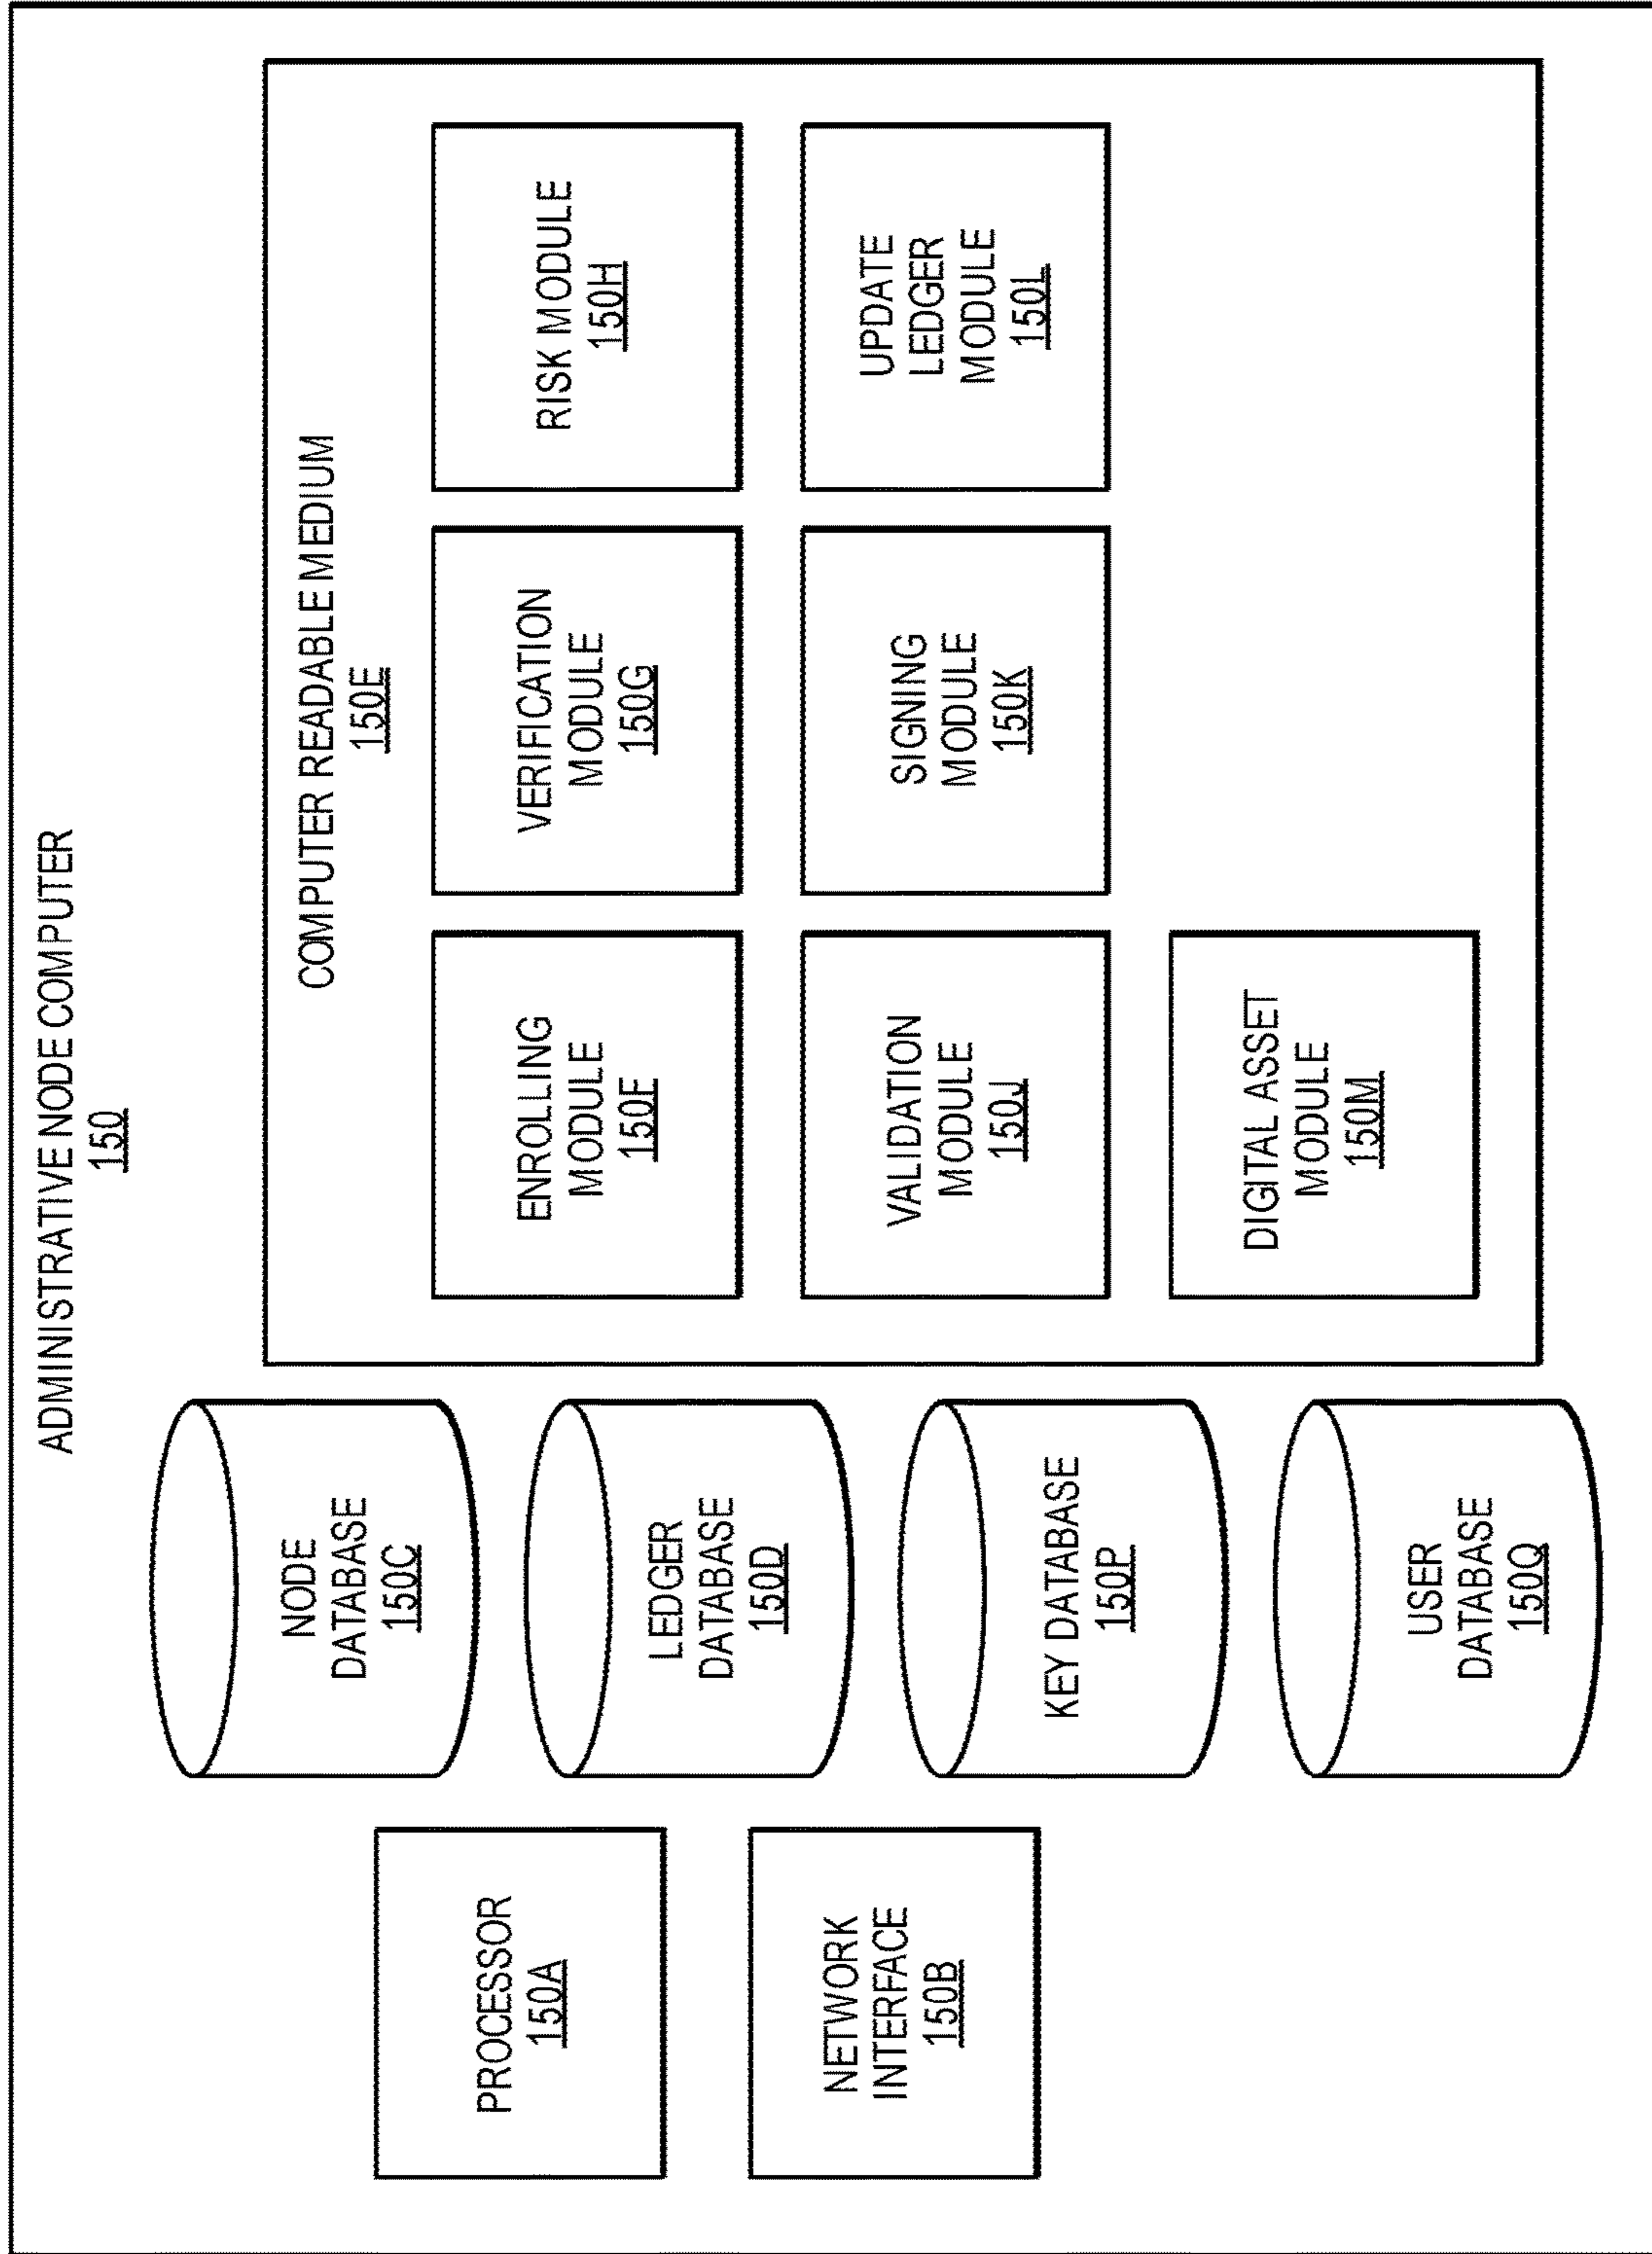 ADMINISTRATIVE NODE COMPUTER
150
PROCESSOR
150A
NETWORK
INTERFACE
150B
NODE
DATABASE
150C
LEDGER
DATABASE
150D
KEY DATABASE
150P
USER
DATABASE
150Q
COMPUTER READABLE MEDIUM
150E
ENROLLING
MODULE
150F
VERIFICATION
MODULE
150G
RISK MODULE
150H
VALIDATION
MODULE
150J
SIGNING
MODULE
150K
UPDATE
LEDGER
MODULE
150L
DIGITAL ASSET
MODULE
150M